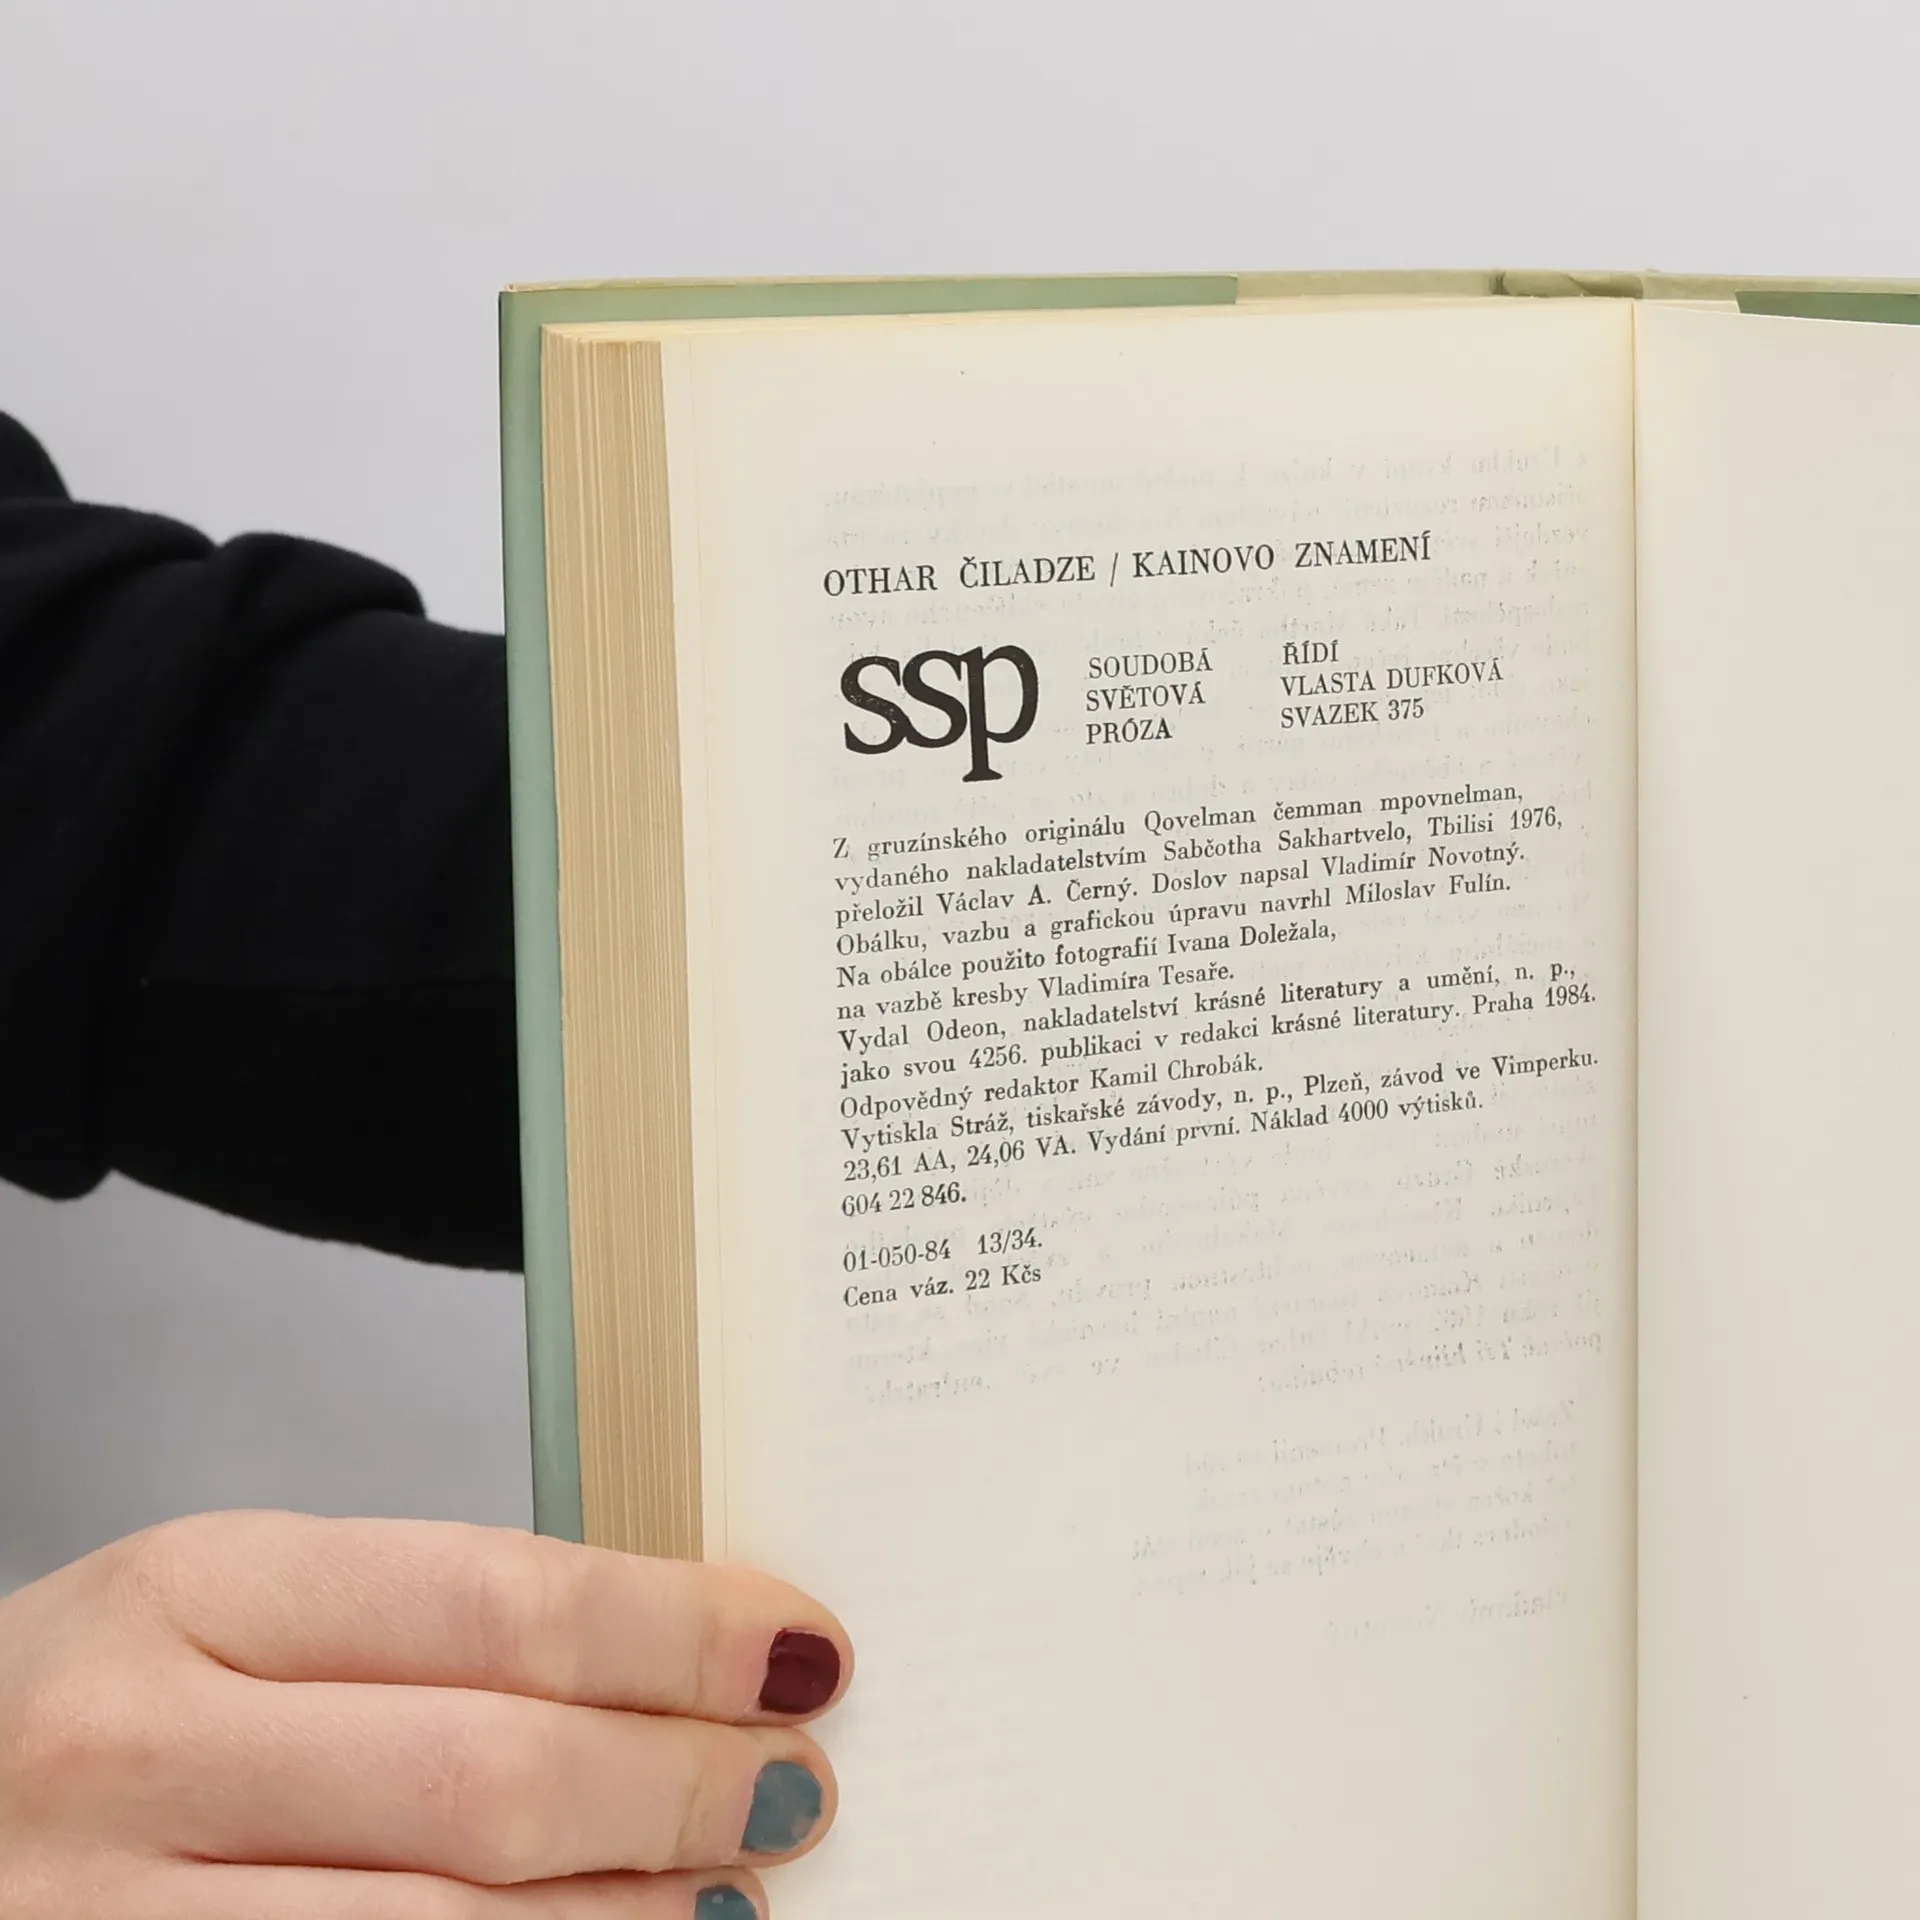 OTHAR ČILADZE / KAINOVO ZNAMENÍ
ssp
SOUDOBÁ
SVĚTOVÁ
PRÓZA
ŘÍDÍ
VLASTA DUFKOVÁ
SVAZEK 375
Z gruzínského originálu Qovelman čemman mpovnelman,
vydaného nakladatelstvím Sabčotha Sakhartvelo, Tbilisi 1976,
přeložil Václav A. Černý. Doslov napsal Vladimír Novotný.
Obálku, vazbu a grafickou úpravu navrhl Miloslav Fulín.
Na obálce použito fotografií Ivana Doležala,
na vazbě kresby Vladimíra Tesaře.
Vydal Odeon, nakladatelství krásné literatury a umění, n. p.,
jako svou 4256. publikaci v redakci krásné literatury. Praha 1984.
Odpovědný redaktor Kamil Chrobák.
Vytiskla Stráž, tiskařské závody, n. p., Plzeň, závod ve Vimperku.
23,61 AA, 24,06 VA. Vydání první. Náklad 4000 výtisků.
604 22 846.
01-050-84 13/34.
Cena váz. 22 Kčs